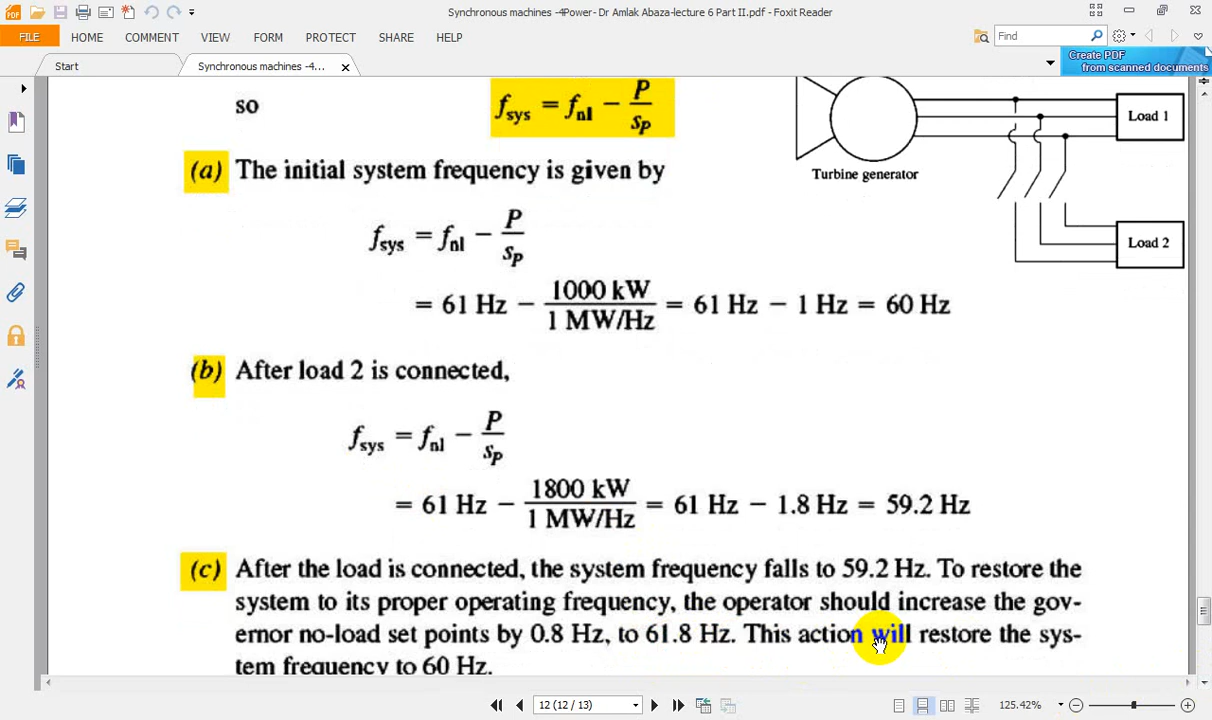 Synchronous machines -4Power- Dr Amlak Abaza-lecture 6 Part II.pdf - Foxit Reader
FILE HOME COMMENT VIEW FORM PROTECT SHARE HELP
Find
Start
Synchronous machines -4...
Create PDF
from scanned documents
so
f_sys = f_nl − P/s_P
Load 1
Turbine generator
Load 2
(a) The initial system frequency is given by
f_sys = f_nl − P/s_P
= 61 Hz − 1000 kW / 1 MW/Hz = 61 Hz − 1 Hz = 60 Hz
(b) After load 2 is connected,
f_sys = f_nl − P/s_P
= 61 Hz − 1800 kW / 1 MW/Hz = 61 Hz − 1.8 Hz = 59.2 Hz
(c) After the load is connected, the system frequency falls to 59.2 Hz. To restore the
system to its proper operating frequency, the operator should increase the gov-
ernor no-load set points by 0.8 Hz, to 61.8 Hz. This action will restore the sys-
tem frequency to 60 Hz.
12 (12 / 13)
125.42%